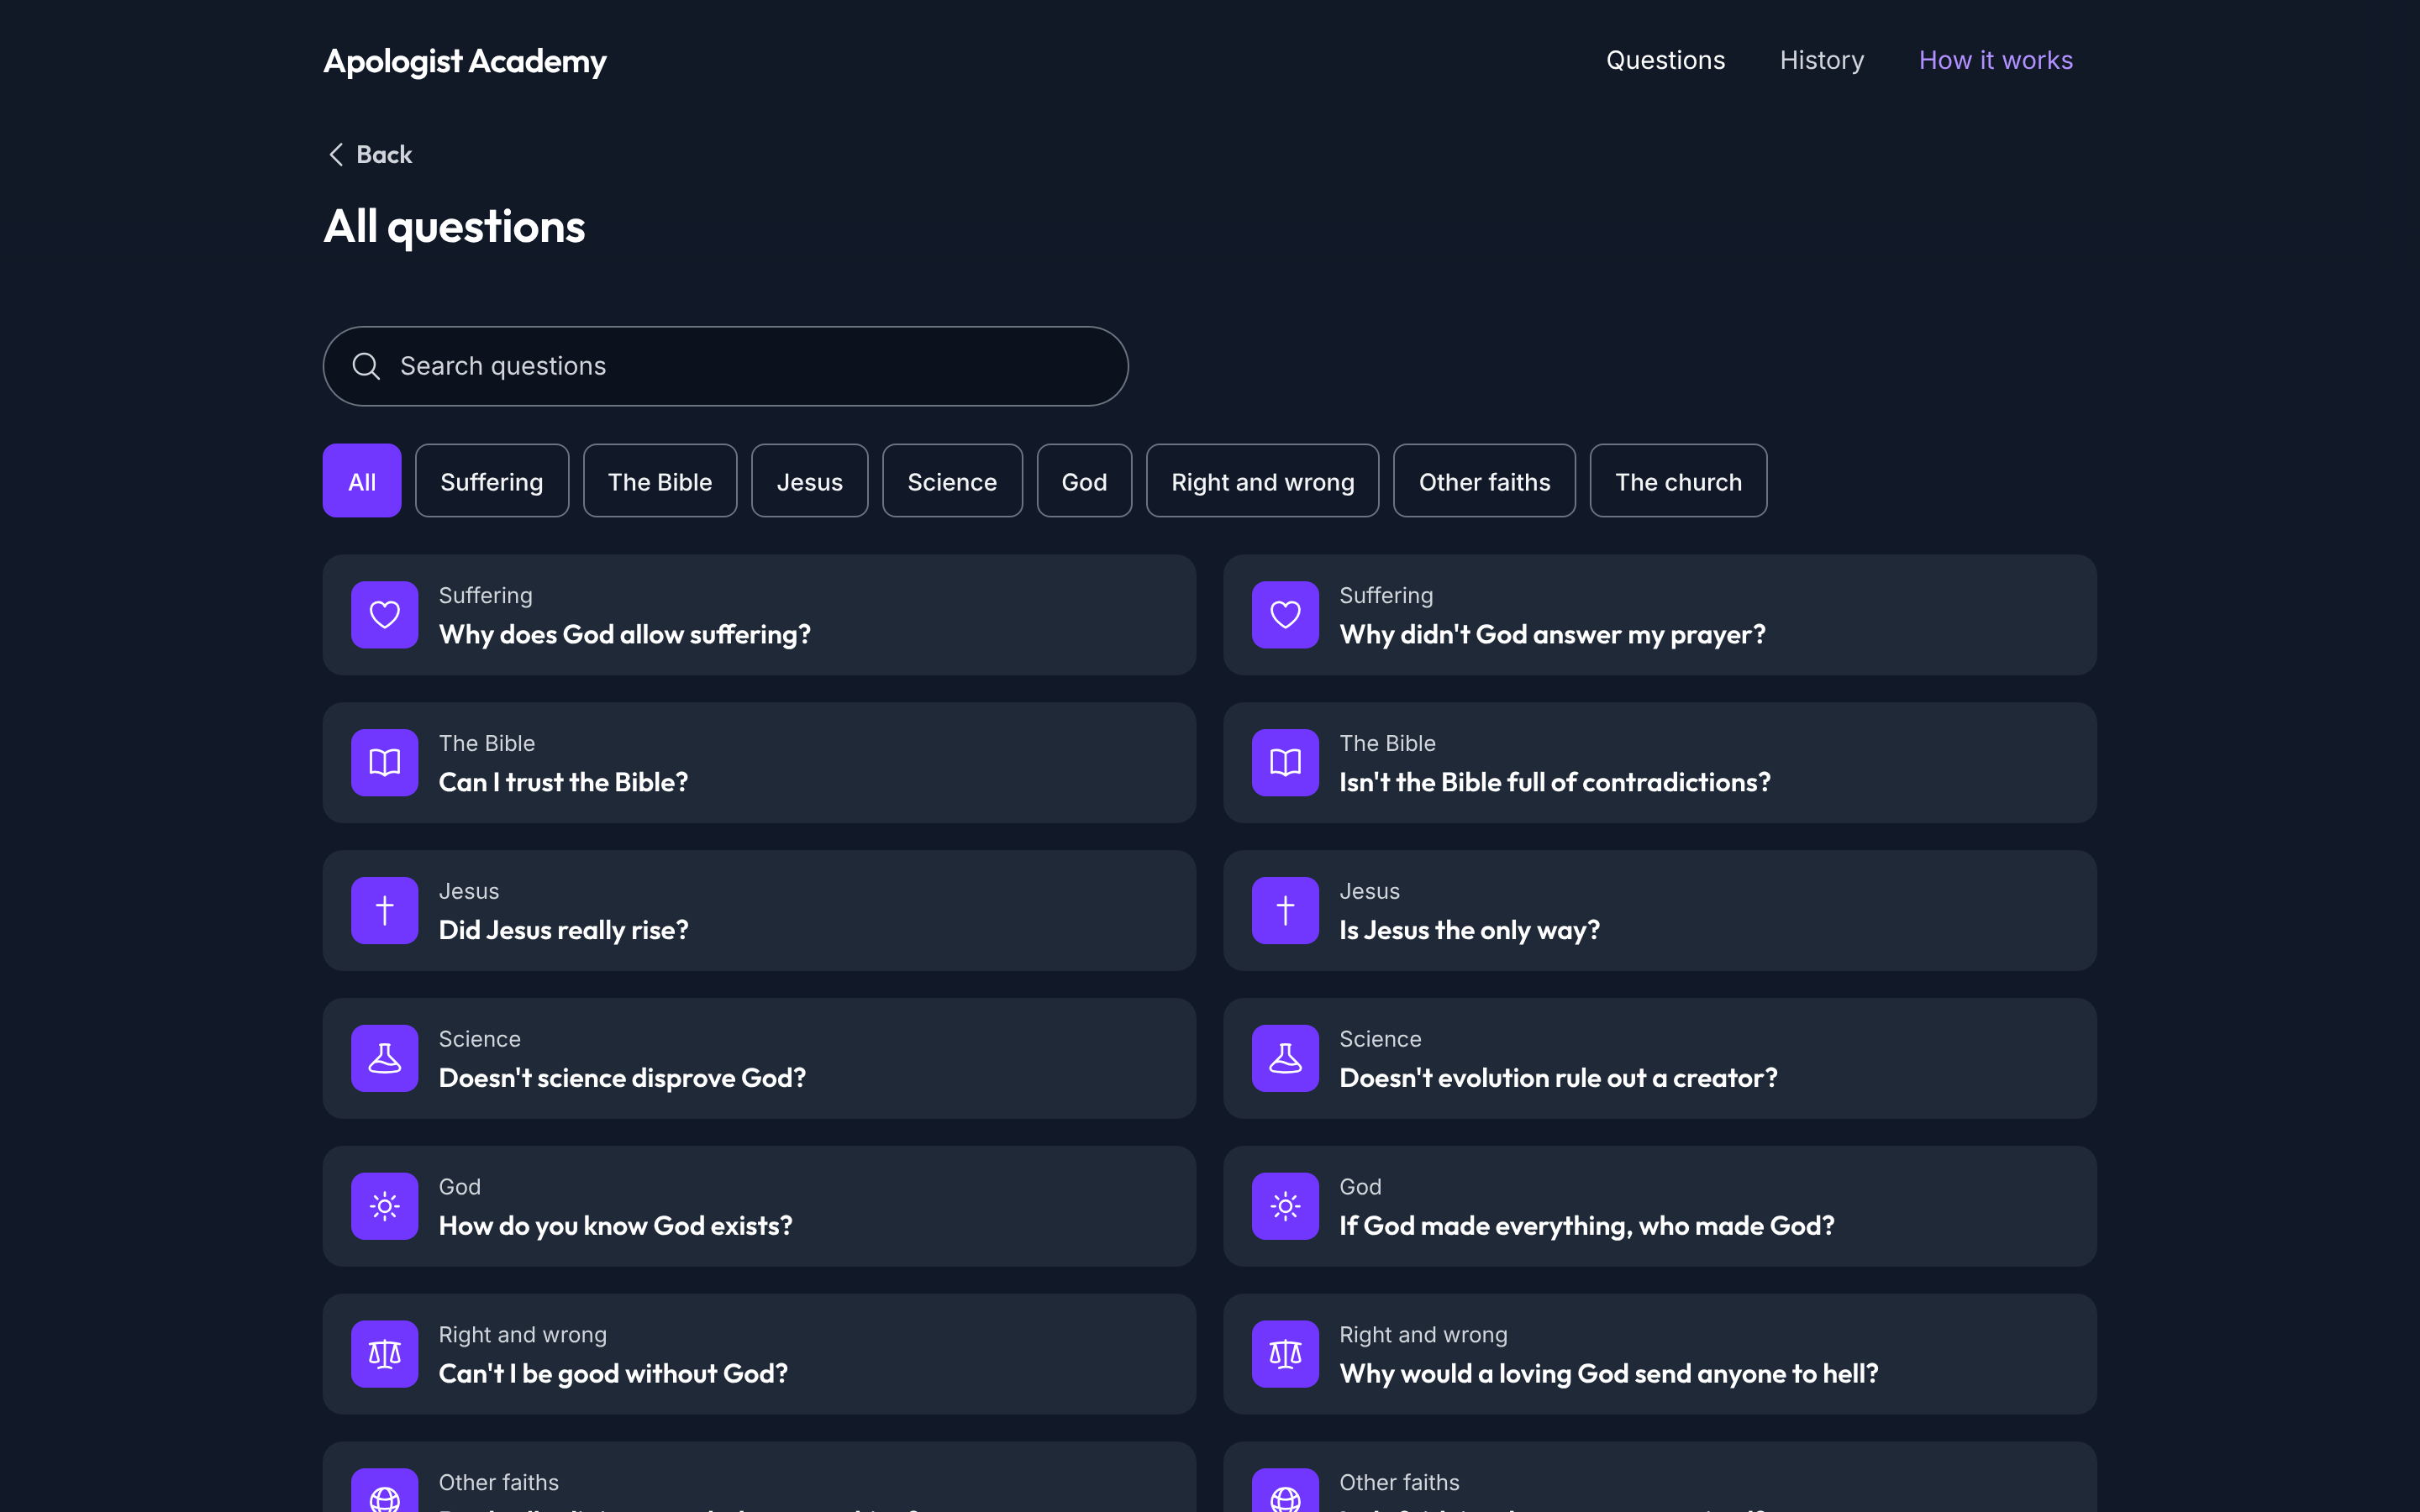 Apologist Academy
Questions
History
How it works
Back
All questions
Search questions
All
Suffering
The Bible
Jesus
Science
God
Right and wrong
Other faiths
The church
Suffering
Why does God allow suffering?
Suffering
Why didn't God answer my prayer?
The Bible
Can I trust the Bible?
The Bible
Isn't the Bible full of contradictions?
Jesus
Did Jesus really rise?
Jesus
Is Jesus the only way?
Science
Doesn't science disprove God?
Science
Doesn't evolution rule out a creator?
God
How do you know God exists?
God
If God made everything, who made God?
Right and wrong
Can't I be good without God?
Right and wrong
Why would a loving God send anyone to hell?
Other faiths
Other faiths